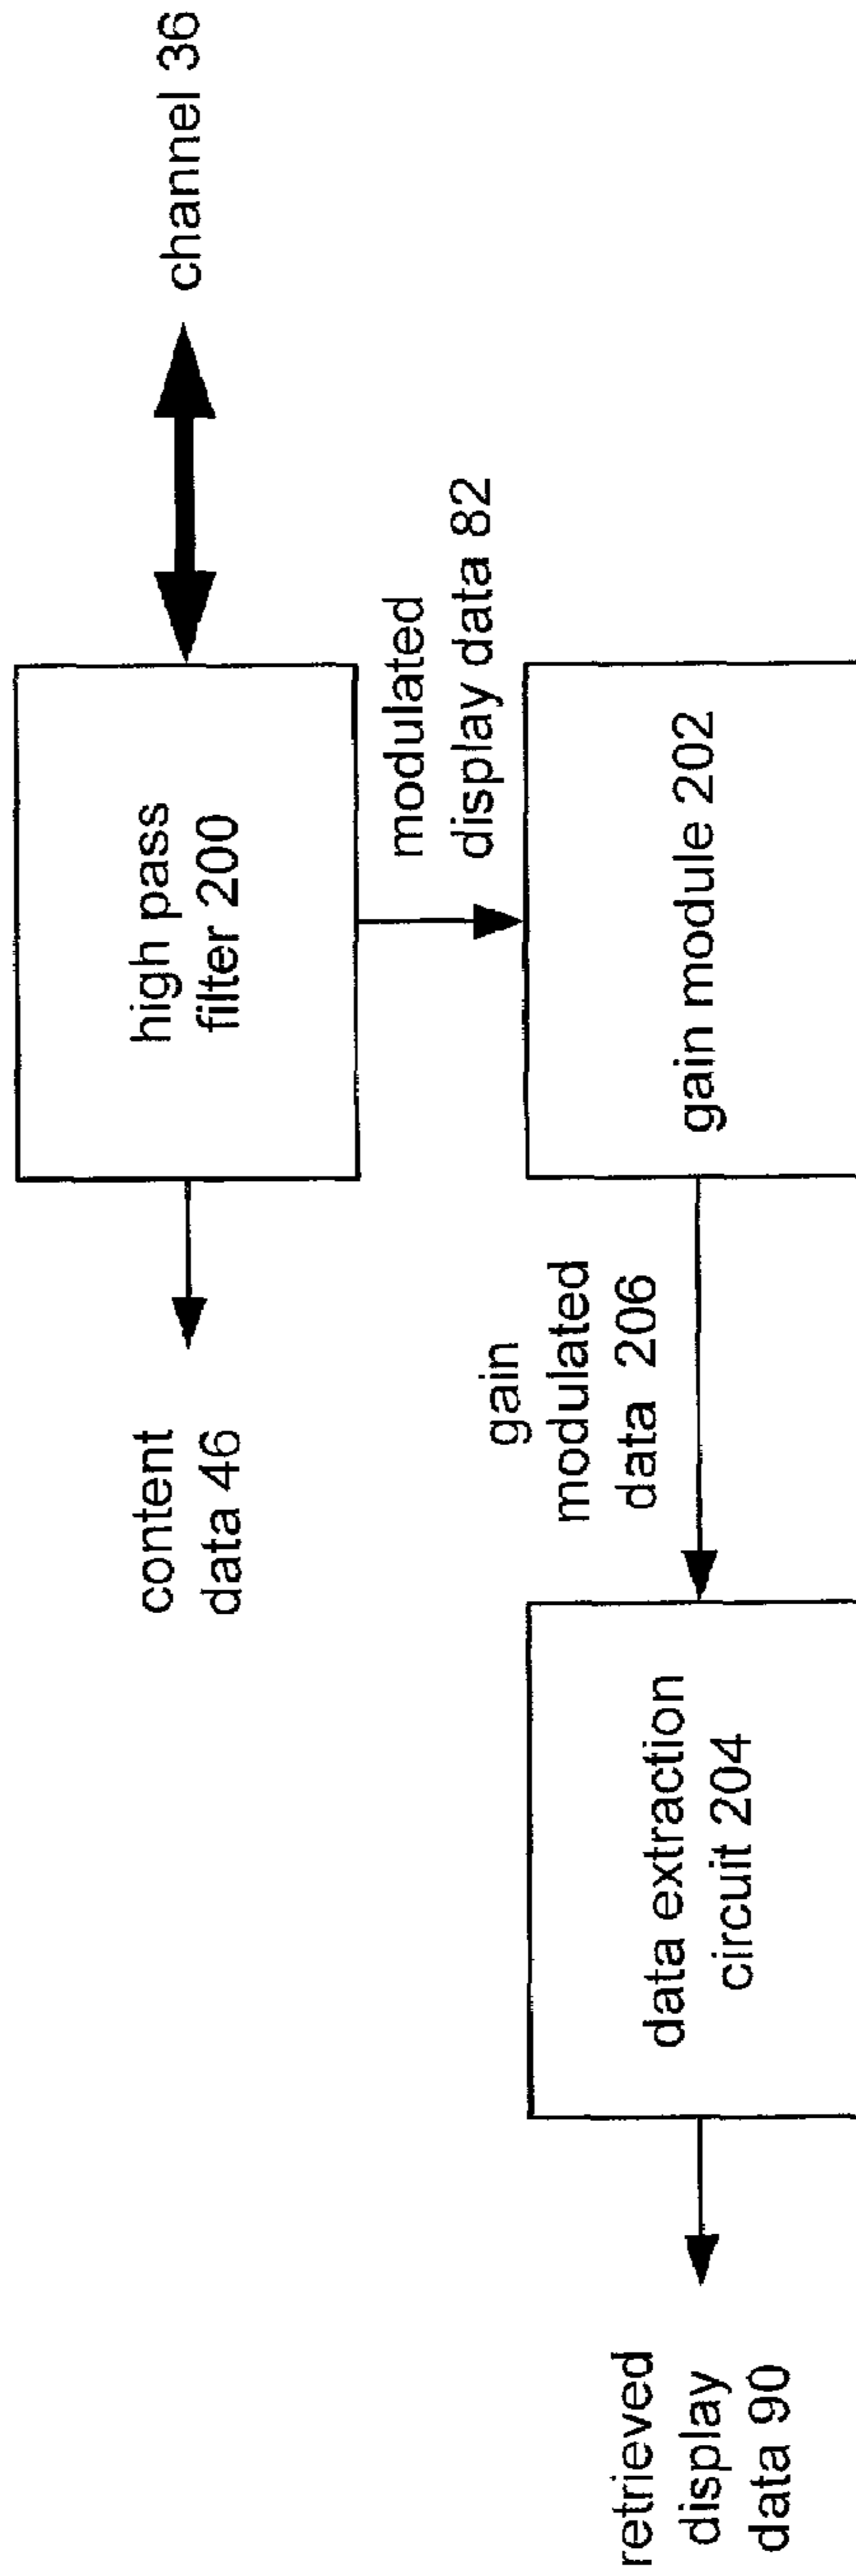 channel 36
high pass
filter 200
content
data 46
modulated
display data 82
gain module 202
gain
modulated
data 206
data extraction
circuit 204
retrieved
display
data 90